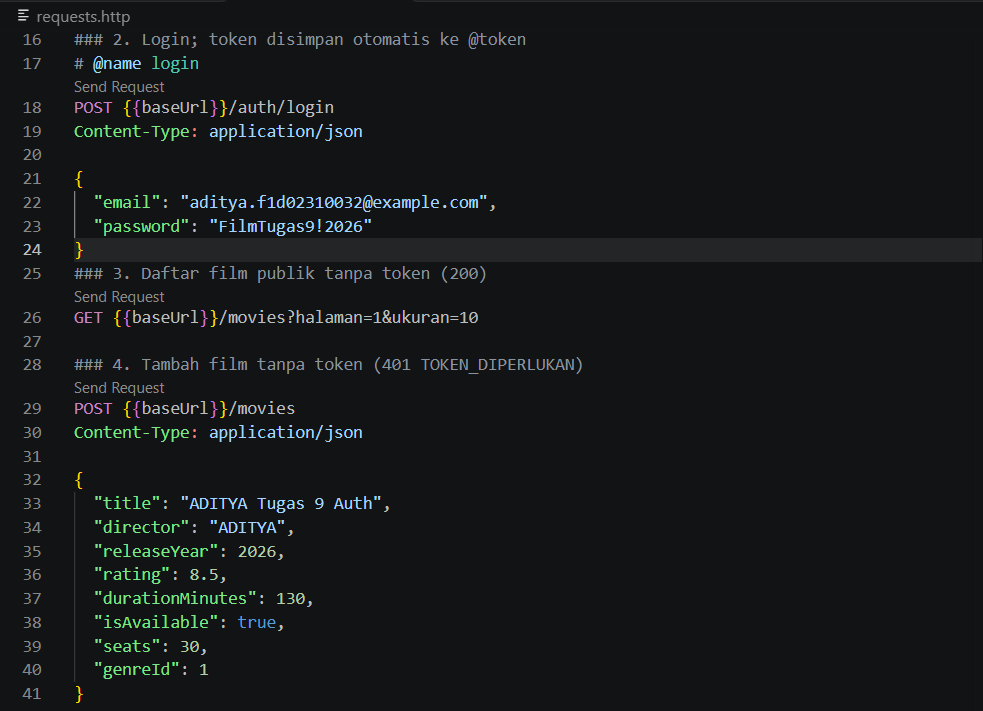 requests.http
16 ### 2. Login; token disimpan otomatis ke @token
17 # @name login
Send Request
18 POST {{baseUrl}}/auth/login
19 Content-Type: application/json
20
21 {
22   "email": "aditya.f1d02310032@example.com",
23   "password": "FilmTugas9!2026"
24 }
25 ### 3. Daftar film publik tanpa token (200)
Send Request
26 GET {{baseUrl}}/movies?halaman=1&ukuran=10
27
28 ### 4. Tambah film tanpa token (401 TOKEN_DIPERLUKAN)
Send Request
29 POST {{baseUrl}}/movies
30 Content-Type: application/json
31
32 {
33   "title": "ADITYA Tugas 9 Auth",
34   "director": "ADITYA",
35   "releaseYear": 2026,
36   "rating": 8.5,
37   "durationMinutes": 130,
38   "isAvailable": true,
39   "seats": 30,
40   "genreId": 1
41 }